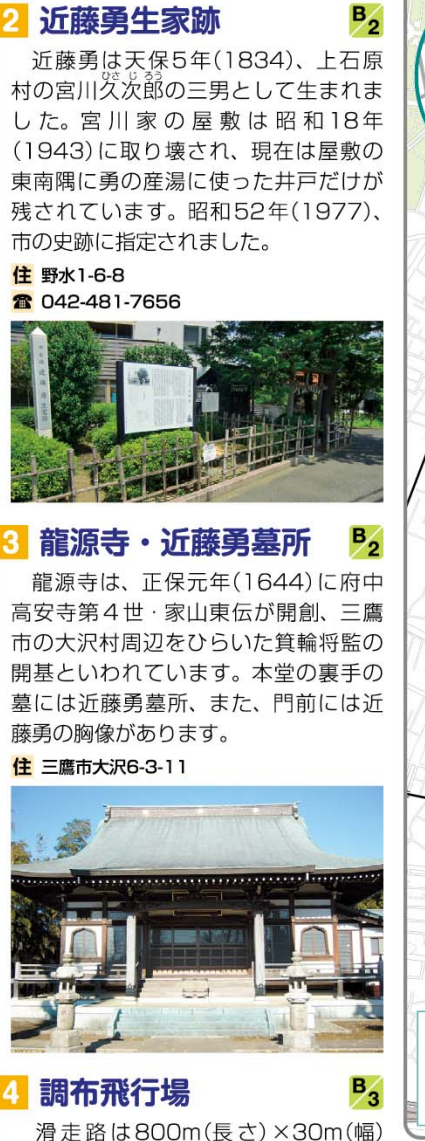 2 近藤勇生家跡 B2
近藤勇は天保5年(1834)、上石原
村の宮川久次郎の三男として生まれま
ひさじろう
した。宮川家の屋敷は昭和18年
(1943)に取り壊され、現在は屋敷の
東南隅に勇の産湯に使った井戸だけが
残されています。昭和52年(1977)、
市の史跡に指定されました。
住 野水1-6-8
☎ 042-481-7656
3 龍源寺・近藤勇墓所 B2
龍源寺は、正保元年(1644)に府中
高安寺第4世・家山東伝が開創、三鷹
市の大沢村周辺をひらいた箕輪将監の
開基といわれています。本堂の裏手の
墓には近藤勇墓所、また、門前には近
藤勇の胸像があります。
住 三鷹市大沢6-3-11
4 調布飛行場 B3
滑走路は800m(長さ)×30m(幅)